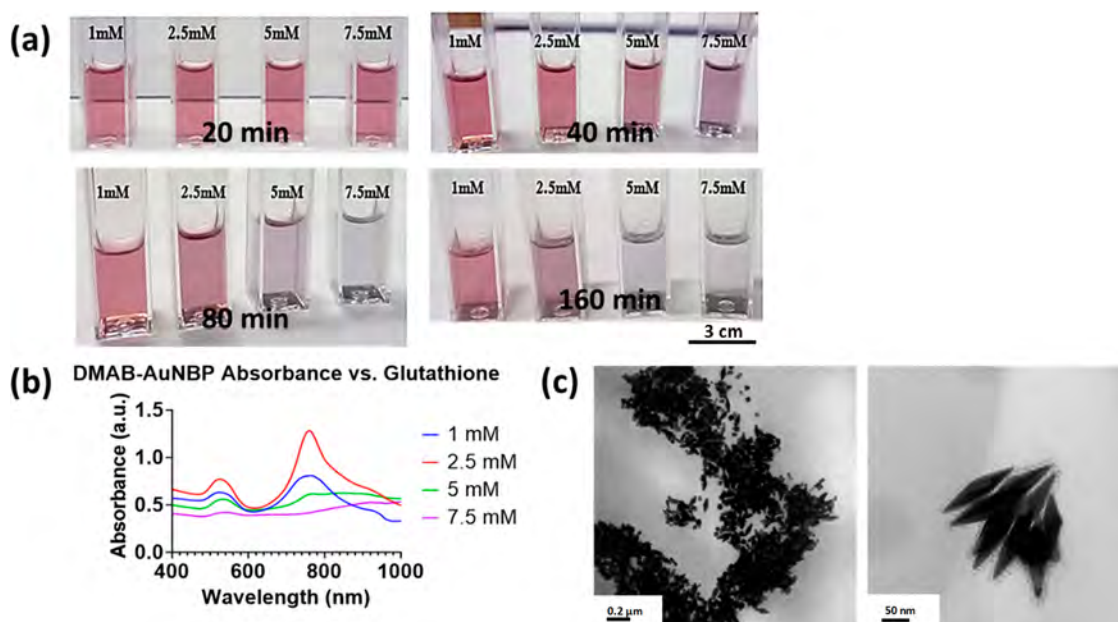 (a)
1mM 2.5mM 5mM 7.5mM
20 min
1mM 2.5mM 5mM 7.5mM
40 min
1mM 2.5mM 5mM 7.5mM
80 min
1mM 2.5mM 5mM 7.5mM
160 min
3 cm
(b)
DMAB-AuNBP Absorbance vs. Glutathione
Absorbance (a.u.)
1.5
1.0
0.5
0.0
400 600 800 1000
Wavelength (nm)
1 mM
2.5 mM
5 mM
7.5 mM
(c)
0.2 μm
50 nm